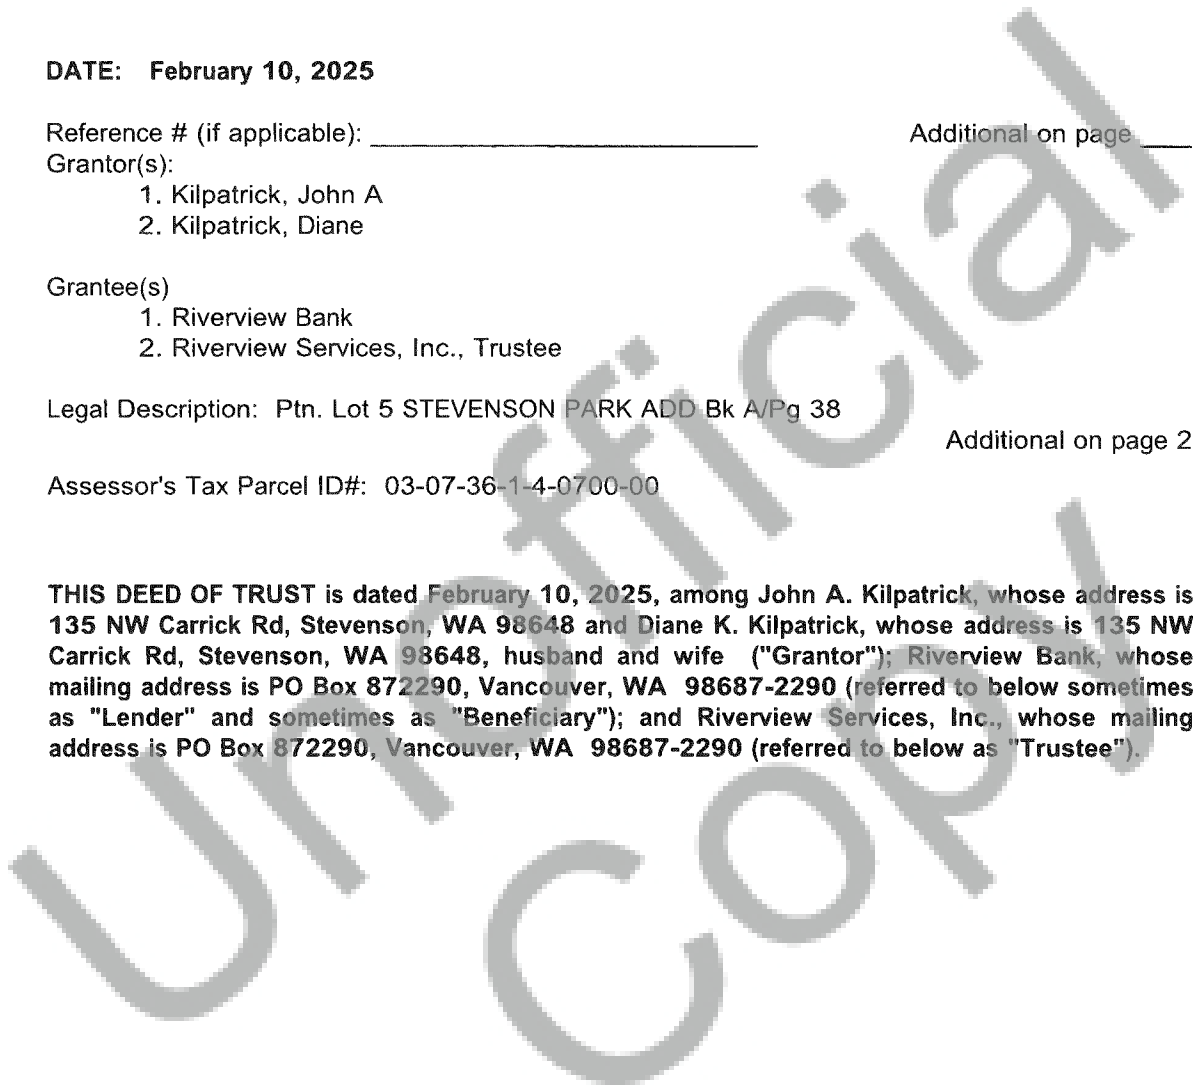 DATE: February 10, 2025
Reference # (if applicable): ____________________________ Additional on page ____
Grantor(s):
1. Kilpatrick, John A
2. Kilpatrick, Diane
Grantee(s)
1. Riverview Bank
2. Riverview Services, Inc., Trustee
Legal Description: Ptn. Lot 5 STEVENSON PARK ADD Bk A/Pg 38
Additional on page 2
Assessor's Tax Parcel ID#: 03-07-36-1-4-0700-00
THIS DEED OF TRUST is dated February 10, 2025, among John A. Kilpatrick, whose address is
135 NW Carrick Rd, Stevenson, WA 98648 and Diane K. Kilpatrick, whose address is 135 NW
Carrick Rd, Stevenson, WA 98648, husband and wife ("Grantor"); Riverview Bank, whose
mailing address is PO Box 872290, Vancouver, WA 98687-2290 (referred to below sometimes
as "Lender" and sometimes as "Beneficiary"); and Riverview Services, Inc., whose mailing
address is PO Box 872290, Vancouver, WA 98687-2290 (referred to below as "Trustee").
Unofficial
Copy